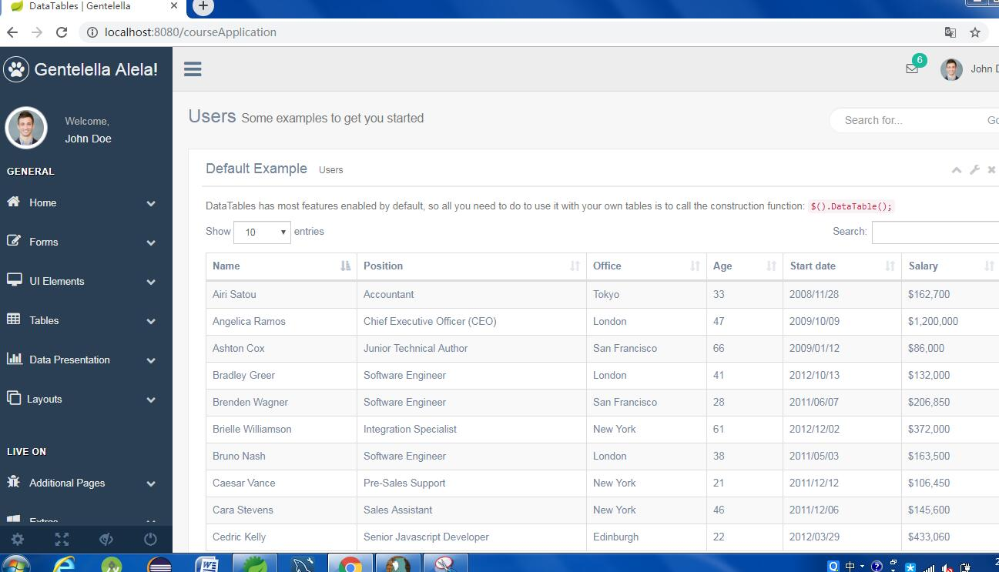 DataTables | Gentelella
localhost:8080/courseApplication
Gentelella Alela!
6
John D
Welcome,
John Doe
Users Some examples to get you started
Search for...
Go
GENERAL
Home
Forms
UI Elements
Tables
Data Presentation
Layouts
LIVE ON
Additional Pages
Extras
Default Example Users
DataTables has most features enabled by default, so all you need to do to use it with your own tables is to call the construction function: $().DataTable();
Show 10 entries
Search:
Name Position Office Age Start date Salary
Airi Satou Accountant Tokyo 33 2008/11/28 $162,700
Angelica Ramos Chief Executive Officer (CEO) London 47 2009/10/09 $1,200,000
Ashton Cox Junior Technical Author San Francisco 66 2009/01/12 $86,000
Bradley Greer Software Engineer London 41 2012/10/13 $132,000
Brenden Wagner Software Engineer San Francisco 28 2011/06/07 $206,850
Brielle Williamson Integration Specialist New York 61 2012/12/02 $372,000
Bruno Nash Software Engineer London 38 2011/05/03 $163,500
Caesar Vance Pre-Sales Support New York 21 2011/12/12 $106,450
Cara Stevens Sales Assistant New York 46 2011/12/06 $145,600
Cedric Kelly Senior Javascript Developer Edinburgh 22 2012/03/29 $433,060
中